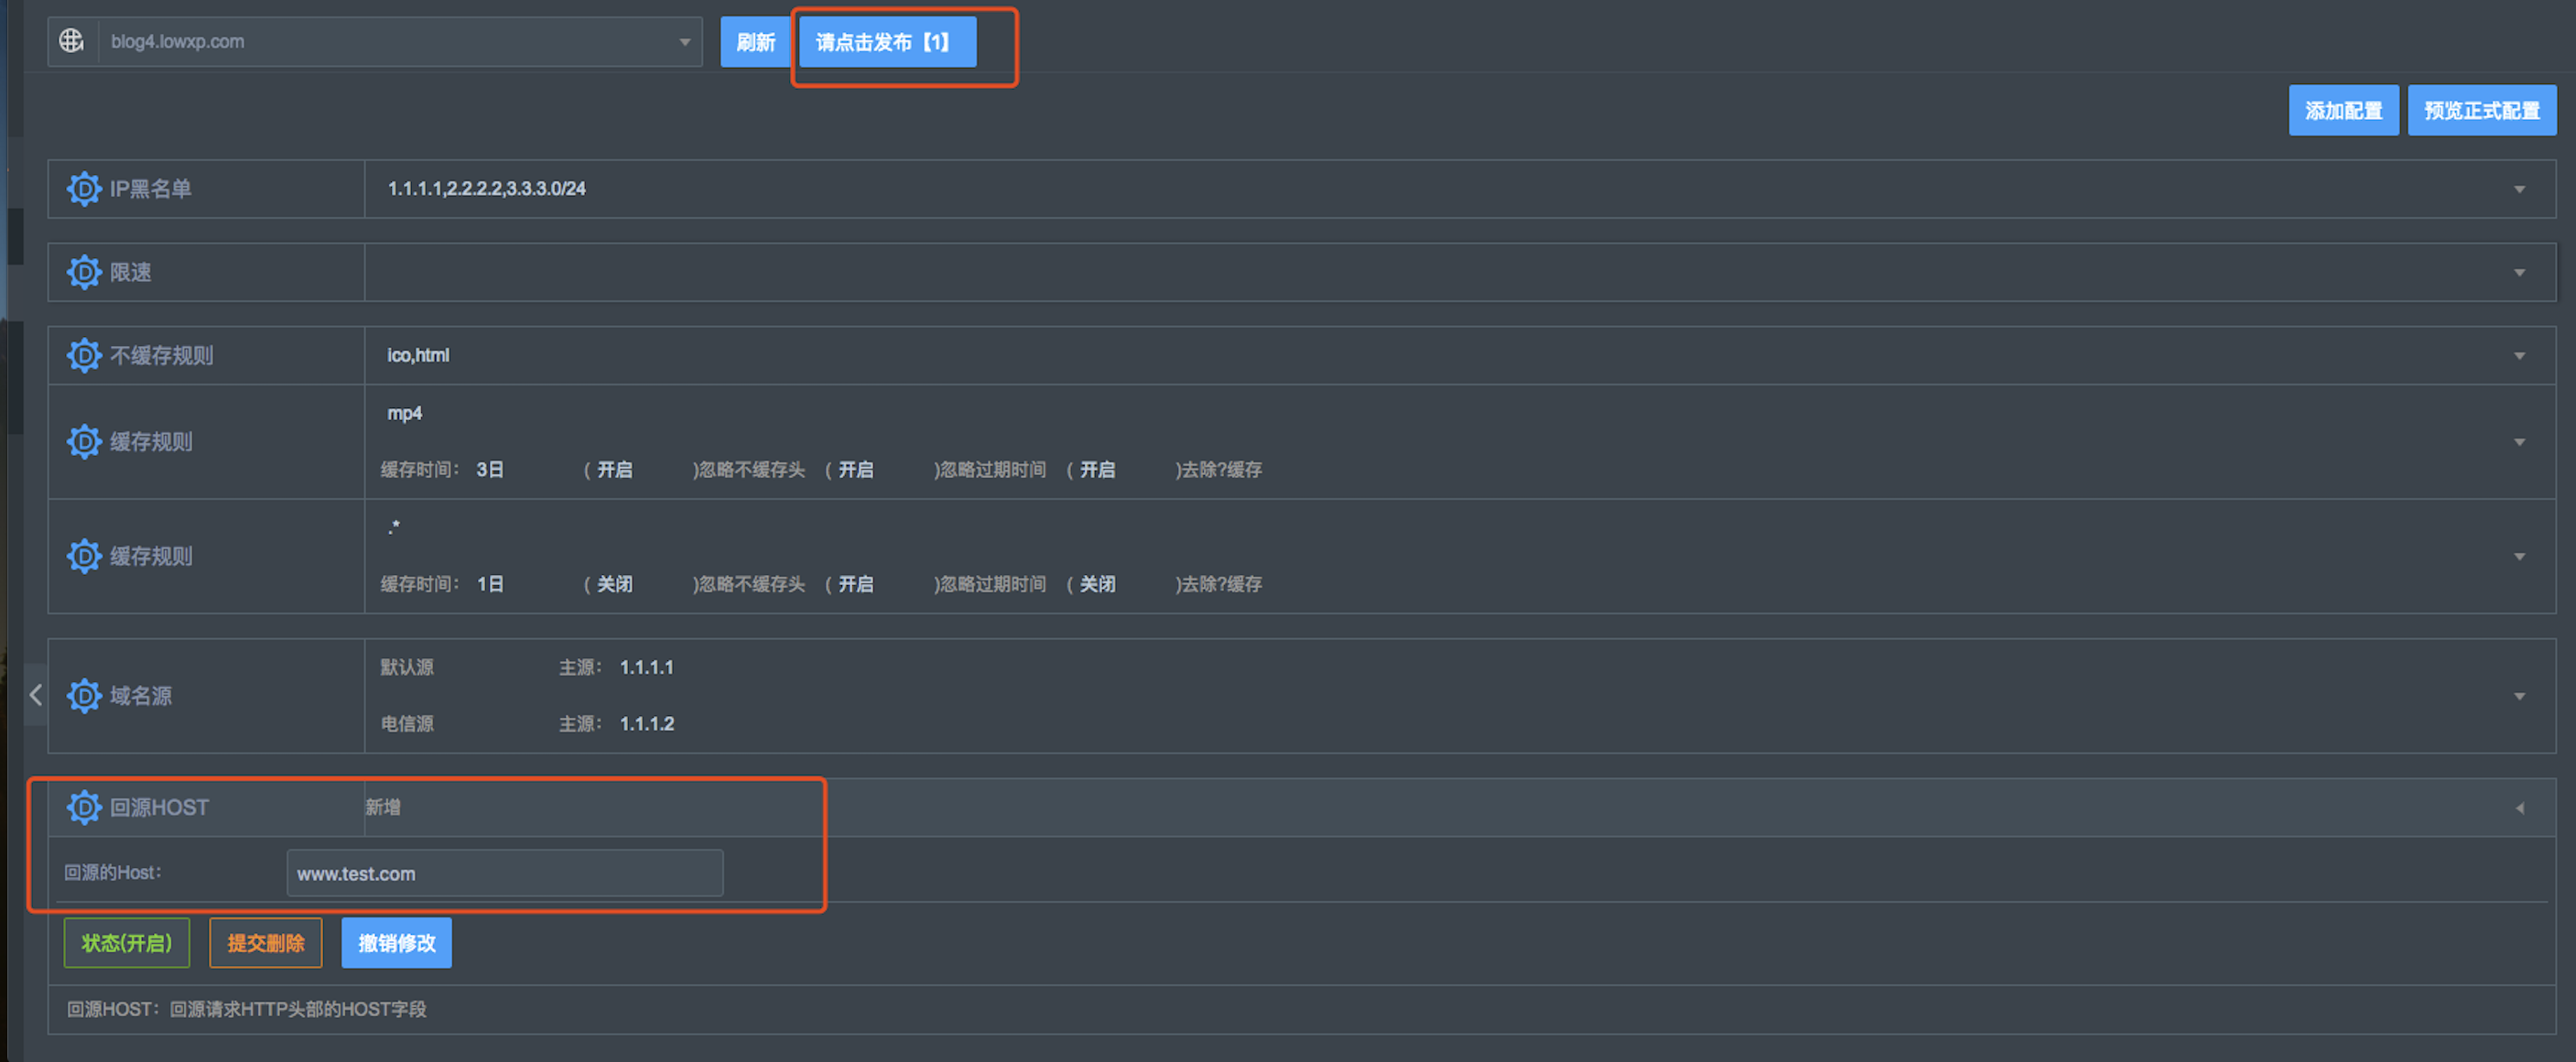 blog4.lowxp.com
刷新
请点击发布【1】
添加配置
预览正式配置
IP黑名单
1.1.1.1,2.2.2.2,3.3.3.0/24
限速
不缓存规则
ico,html
缓存规则
mp4
缓存时间： 3日 ( 开启 )忽略不缓存头 ( 开启 )忽略过期时间 ( 开启 )去除?缓存
缓存规则
.*
缓存时间： 1日 ( 关闭 )忽略不缓存头 ( 开启 )忽略过期时间 ( 关闭 )去除?缓存
域名源
默认源 主源： 1.1.1.1
电信源 主源： 1.1.1.2
回源HOST
新增
回源的Host：
www.test.com
状态(开启)
提交删除
撤销修改
回源HOST：回源请求HTTP头部的HOST字段